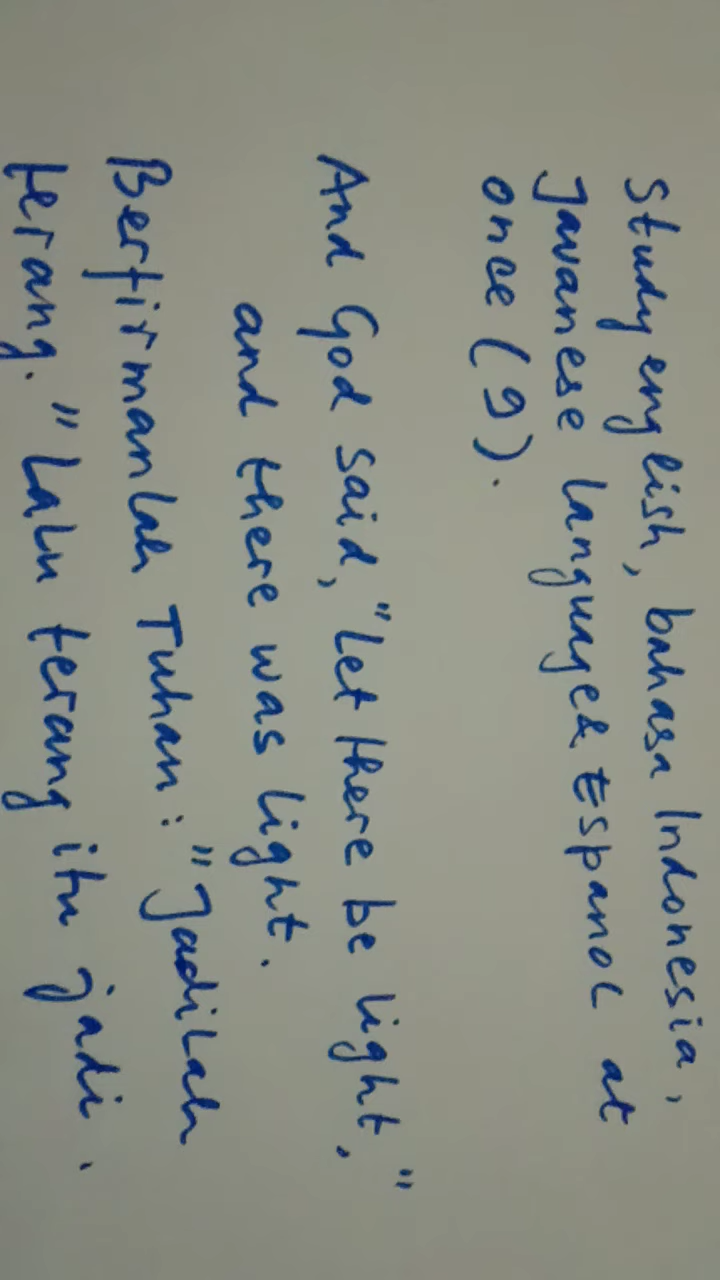 Study english, bahasa Indonesia,
Javanese language & Espanol at
once (9).
And God said, "Let there be light,"
and there was light.
Berfirmanlah Tuhan: "Jadilah
terang." Lalu terang itu jadi.